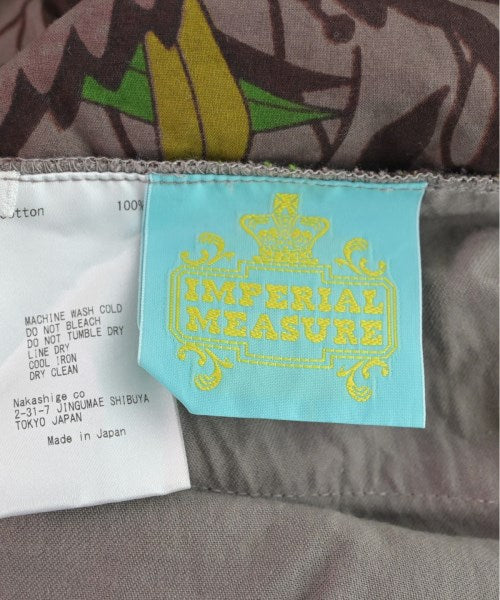 Cotton 100%
MACHINE WASH COLD
DO NOT BLEACH
DO NOT TUMBLE DRY
LINE DRY
COOL IRON
DRY CLEAN
Nakashige co
2-31-7 JINGUMAE SHIBUYA
TOKYO JAPAN
Made in Japan
IMPERIAL
MEASURE